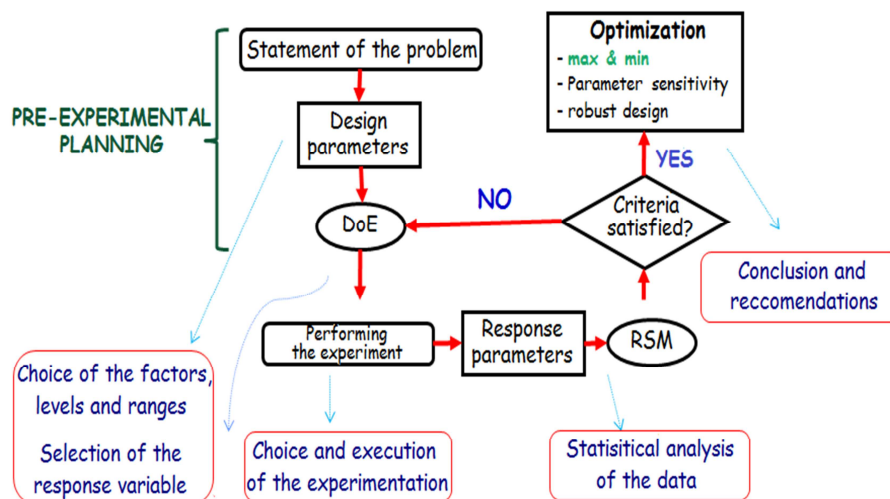 Statement of the problem
PRE-EXPERIMENTAL
PLANNING
Design
parameters
DoE
Performing
the experiment
Response
parameters
RSM
Criteria
satisfied?
NO
YES
Optimization
- max & min
- Parameter sensitivity
- robust design
Conclusion and
reccomendations
Choice of the factors,
levels and ranges
Selection of the
response variable
Choice and execution
of the experimentation
Statisitical analysis
of the data